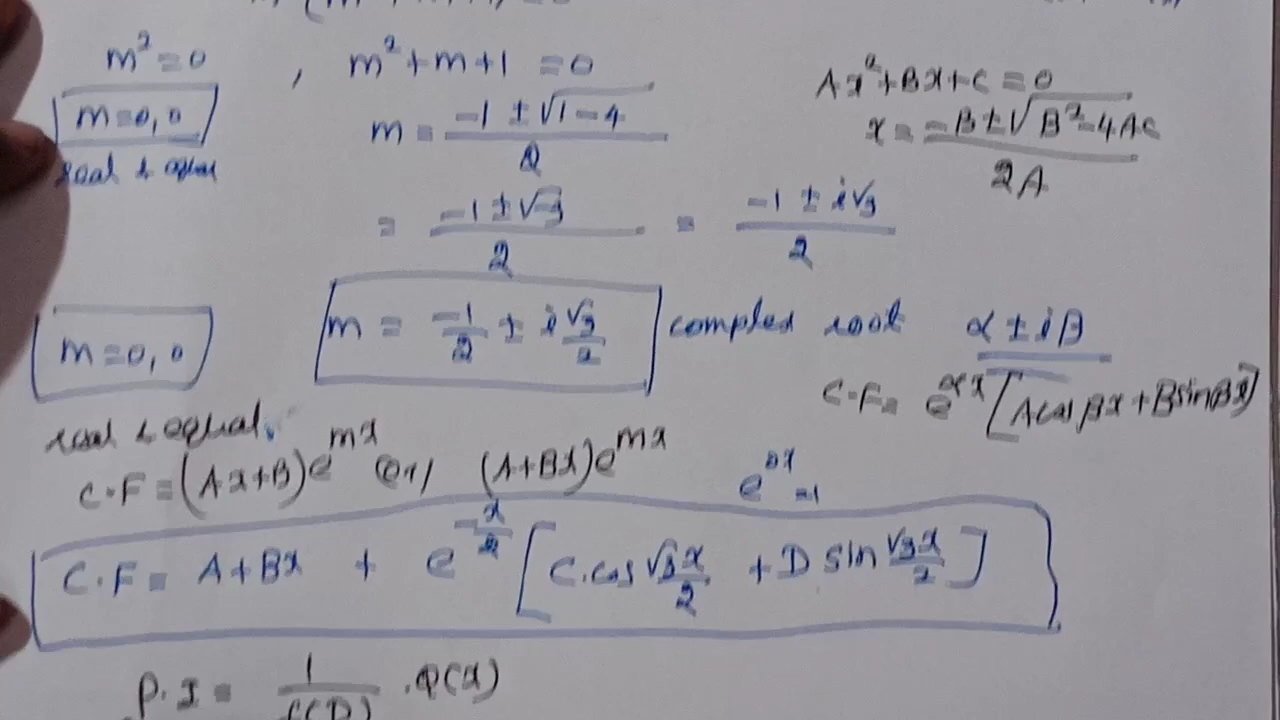 m² = 0 , m² + m + 1 = 0
Ax² + Bx + C = 0
m = 0, 0
m = -1 ± √1-4 / 2
x = -B ± √B²-4AC / 2A
real & equal
= -1 ± √-3 / 2 = -1 ± i√3 / 2
m = 0, 0
m = -1/2 ± i √3/2 complex root α ± iβ
real & equal.
C.F = e^αx [A cos βx + B sin βx]
C.F = (Ax+B)e^mx (or) (A+Bx)e^mx
e^0x = 1
C.F = A + Bx + e^-x/2 [C. cos √3x/2 + D sin √3x/2]
P.I = 1/f(D) . Q(x)